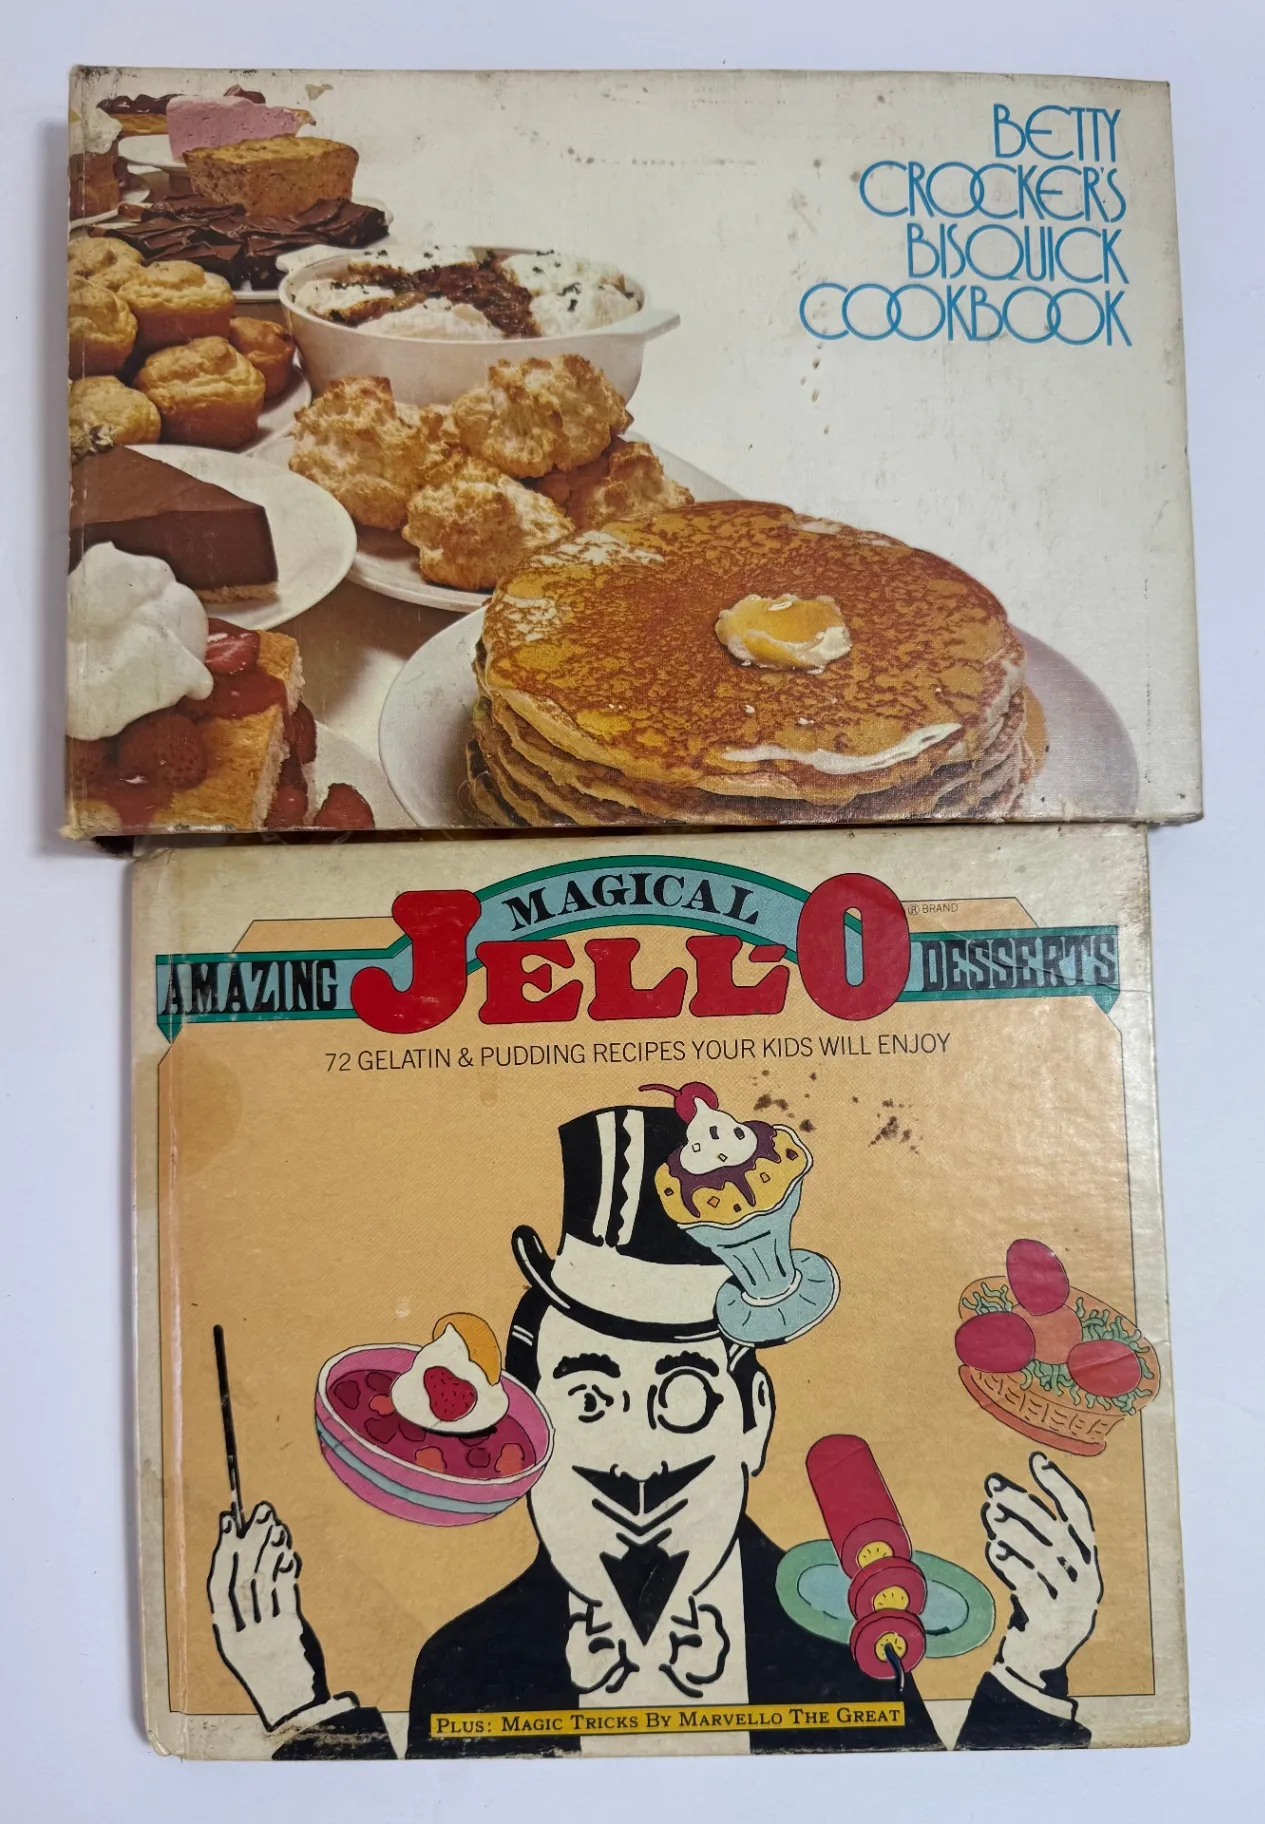 BETTY
CROCKER'S
BISQUICK
COOKBOOK
MAGICAL
AMAZING JELL-O® BRAND DESSERTS
72 GELATIN & PUDDING RECIPES YOUR KIDS WILL ENJOY
PLUS: MAGIC TRICKS BY MARVELLO THE GREAT